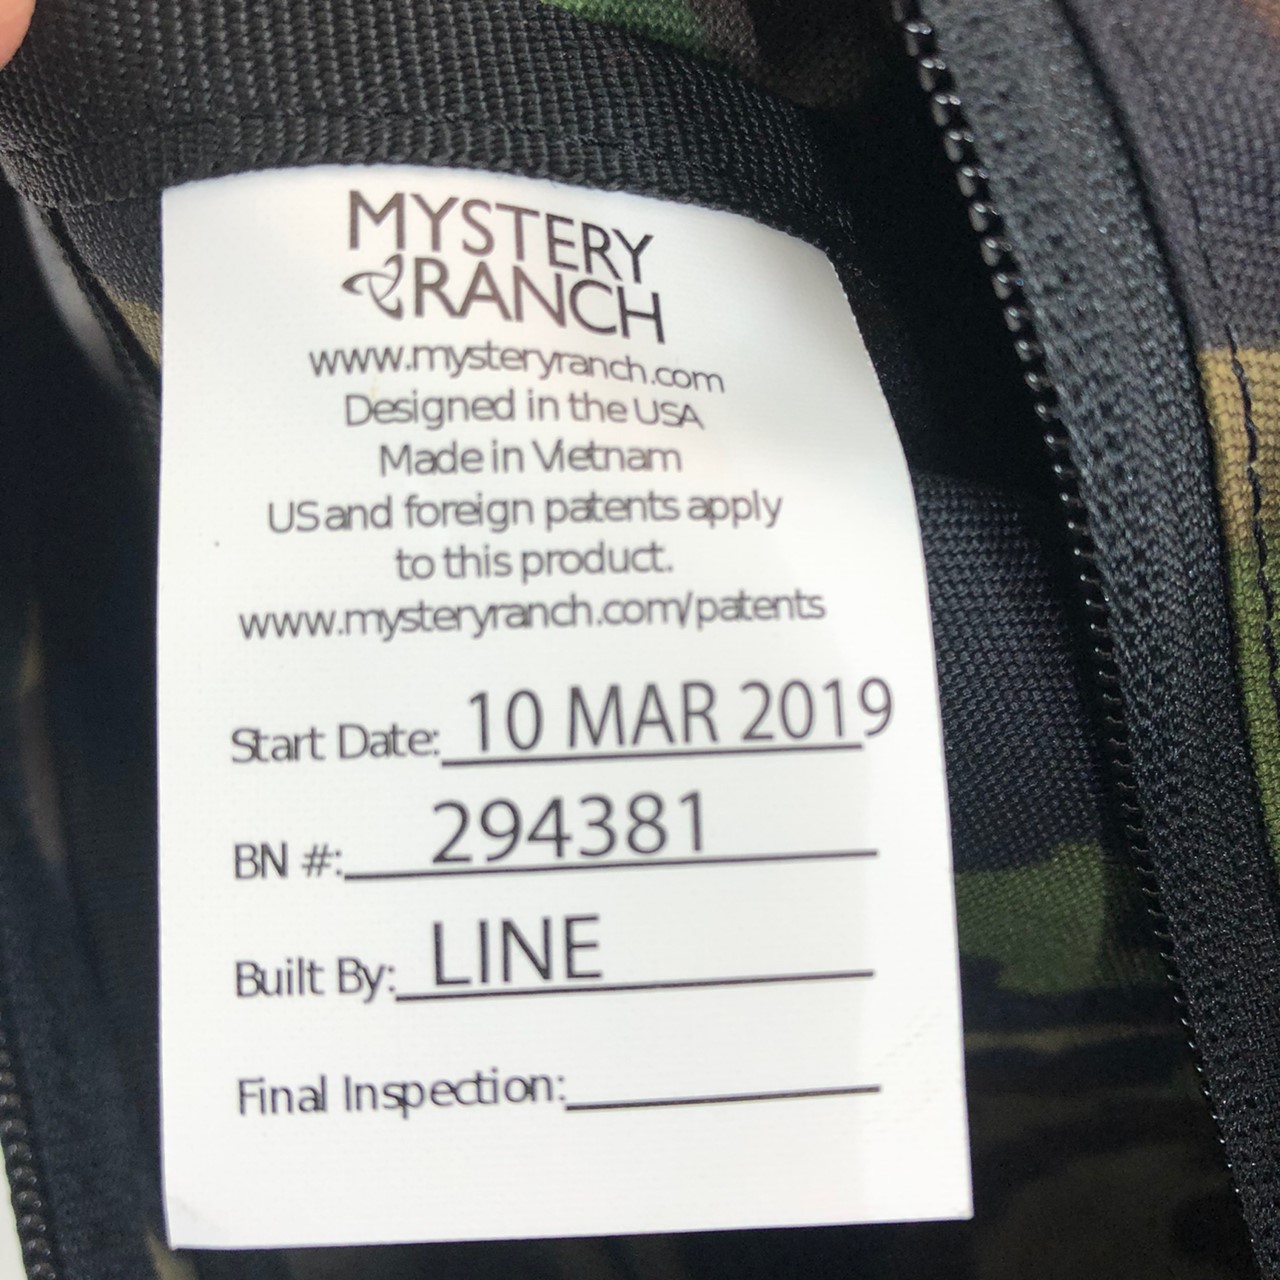 MYSTERY
RANCH
www.mysteryranch.com
Designed in the USA
Made in Vietnam
US and foreign patents apply
to this product.
www.mysteryranch.com/patents
Start Date: 10 MAR 2019
BN #: 294381
Built By: LINE
Final Inspection: